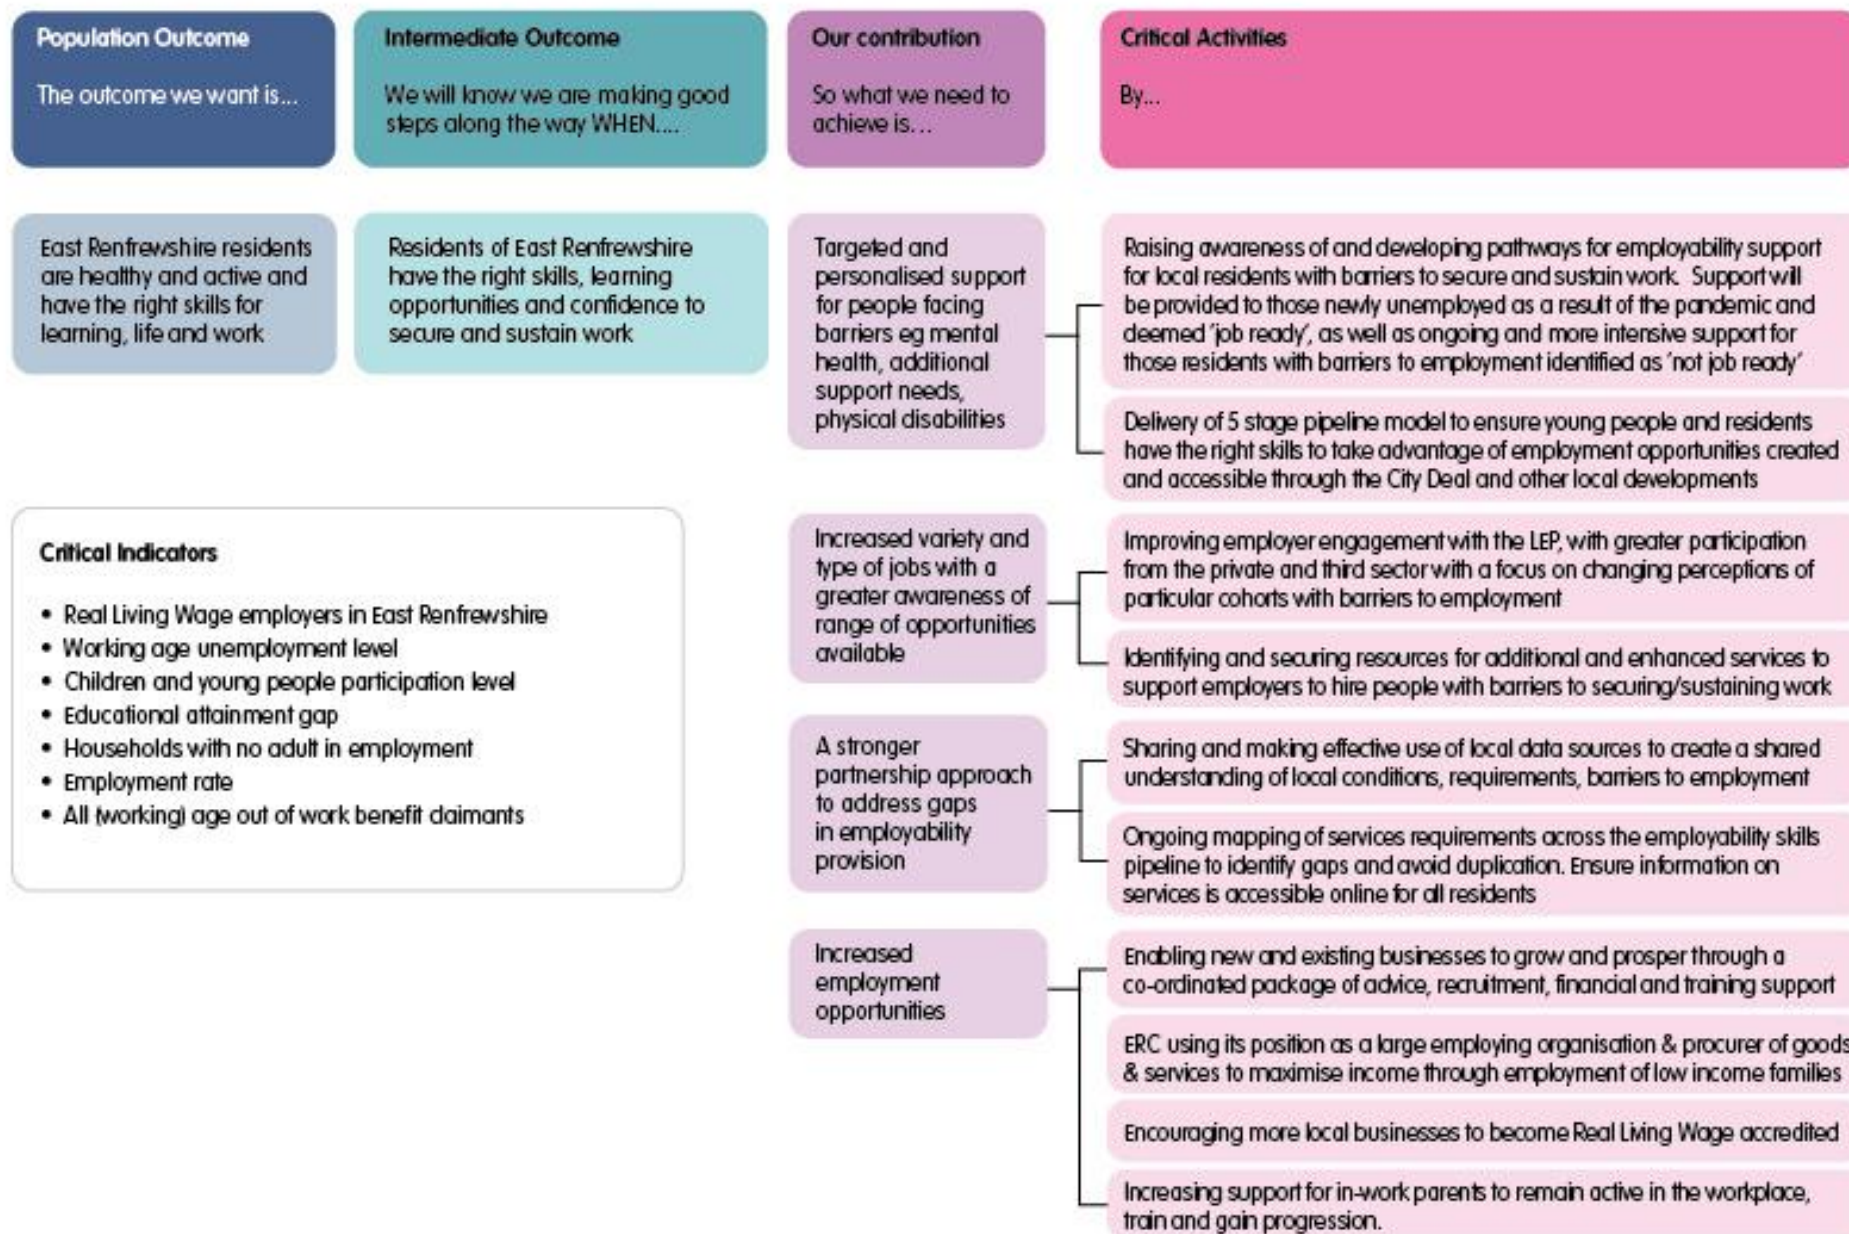 Population Outcome
The outcome we want is...
Intermediate Outcome
We will know we are making good
steps along the way WHEN....
Our contribution
So what we need to
achieve is...
Critical Activities
By...
East Renfrewshire residents
are healthy and active and
have the right skills for
learning, life and work
Residents of East Renfrewshire
have the right skills, learning
opportunities and confidence to
secure and sustain work
Targeted and
personalised support
for people facing
barriers eg mental
health, additional
support needs,
physical disabilities
Raising awareness of and developing pathways for employability support
for local residents with barriers to secure and sustain work. Support will
be provided to those newly unemployed as a result of the pandemic and
deemed 'job ready', as well as ongoing and more intensive support for
those residents with barriers to employment identified as 'not job ready'
Delivery of 5 stage pipeline model to ensure young people and residents
have the right skills to take advantage of employment opportunities created
and accessible through the City Deal and other local developments
Critical Indicators
• Real Living Wage employers in East Renfrewshire
• Working age unemployment level
• Children and young people participation level
• Educational attainment gap
• Households with no adult in employment
• Employment rate
• All (working) age out of work benefit claimants
Increased variety and
type of jobs with a
greater awareness of
range of opportunities
available
Improving employer engagement with the LEP, with greater participation
from the private and third sector with a focus on changing perceptions of
particular cohorts with barriers to employment
Identifying and securing resources for additional and enhanced services to
support employers to hire people with barriers to securing/sustaining work
A stronger
partnership approach
to address gaps
in employability
provision
Sharing and making effective use of local data sources to create a shared
understanding of local conditions, requirements, barriers to employment
Ongoing mapping of services requirements across the employability skills
pipeline to identify gaps and avoid duplication. Ensure information on
services is accessible online for all residents
Increased
employment
opportunities
Enabling new and existing businesses to grow and prosper through a
co-ordinated package of advice, recruitment, financial and training support
ERC using its position as a large employing organisation & procurer of goods
& services to maximise income through employment of low income families
Encouraging more local businesses to become Real Living Wage accredited
Increasing support for in-work parents to remain active in the workplace,
train and gain progression.